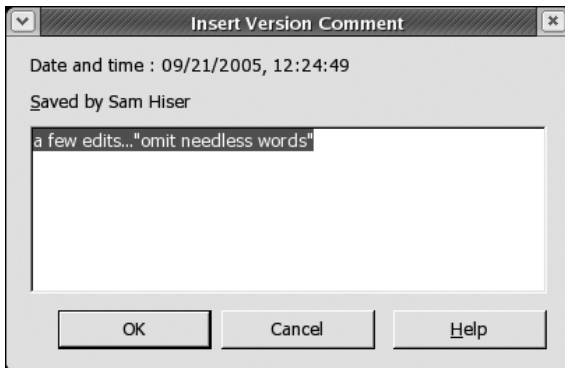 Insert Version Comment
Date and time : 09/21/2005, 12:24:49
Saved by Sam Hiser
a few edits..."omit needless words"
OK Cancel Help